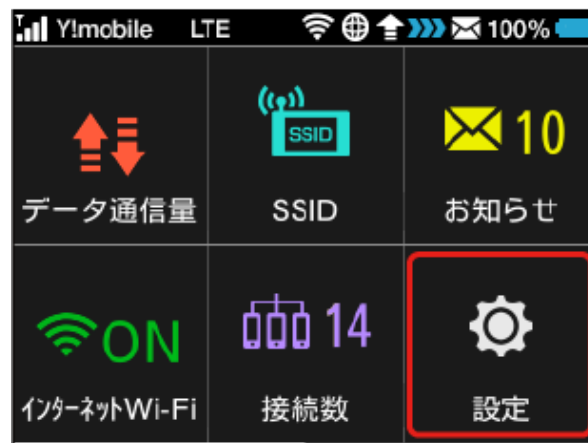 Y!mobile LTE 100%
SSID
10
データ通信量 SSID お知らせ
ON 14
インターネットWi-Fi 接続数 設定